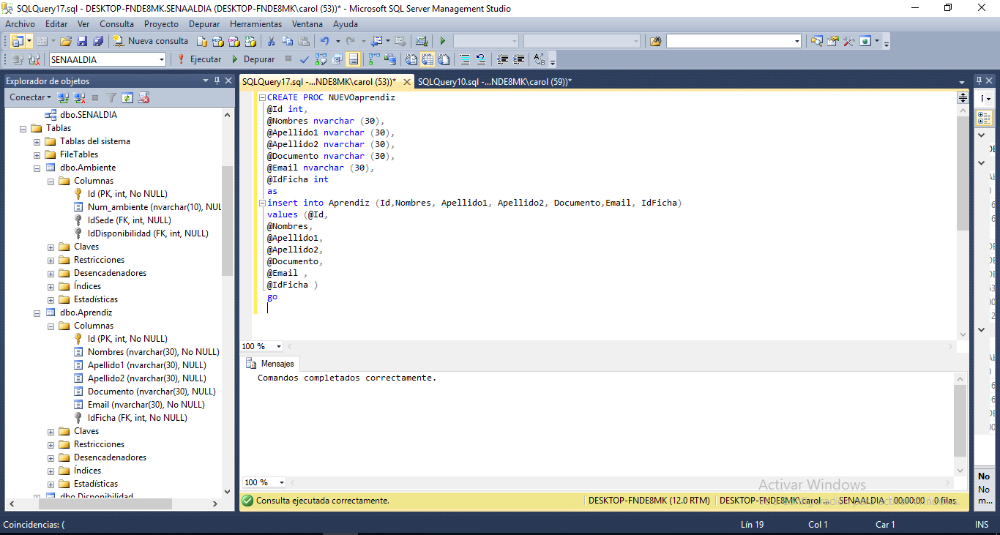 SQLQuery17.sql - DESKTOP-FNDE8MK.SENAALDIA (DESKTOP-FNDE8MK\carol (53))* - Microsoft SQL Server Management Studio
Archivo Editar Ver Consulta Proyecto Depurar Herramientas Ventana Ayuda
Nueva consulta
SENAALDIA Ejecutar Depurar
Explorador de objetos
Conectar
dbo.SENALDIA
Tablas
Tablas del sistema
FileTables
dbo.Ambiente
Columnas
Id (PK, int, No NULL)
Num_ambiente (nvarchar(10), NUL
IdSede (FK, int, NULL)
IdDisponibilidad (FK, int, NULL)
Claves
Restricciones
Desencadenadores
Índices
Estadísticas
dbo.Aprendiz
Columnas
Id (PK, int, No NULL)
Nombres (nvarchar(30), No NULL)
Apellido1 (nvarchar(30), NULL)
Apellido2 (nvarchar(30), NULL)
Documento (nvarchar(30), NULL)
Email (nvarchar(30), No NULL)
IdFicha (FK, int, No NULL)
Claves
Restricciones
Desencadenadores
Índices
Estadísticas
dbo.Disponibilidad
SQLQuery17.sql -...NDE8MK\carol (53))* SQLQuery10.sql -...NDE8MK\carol (59))*
CREATE PROC NUEVOaprendiz
@Id int,
@Nombres nvarchar (30),
@Apellido1 nvarchar (30),
@Apellido2 nvarchar (30),
@Documento nvarchar (30),
@Email nvarchar (30),
@IdFicha int
as
insert into Aprendiz (Id,Nombres, Apellido1, Apellido2, Documento,Email, IdFicha)
values (@Id,
@Nombres,
@Apellido1,
@Apellido2,
@Documento,
@Email ,
@IdFicha )
go
100 %
Mensajes
Comandos completados correctamente.
100 %
Activar Windows
Consulta ejecutada correctamente. DESKTOP-FNDE8MK (12.0 RTM) DESKTOP-FNDE8MK\carol ... SENAALDIA 00:00:00 0 filas
No
No
m...
Coincidencias: ( Lín 19 Col 1 Car 1 INS